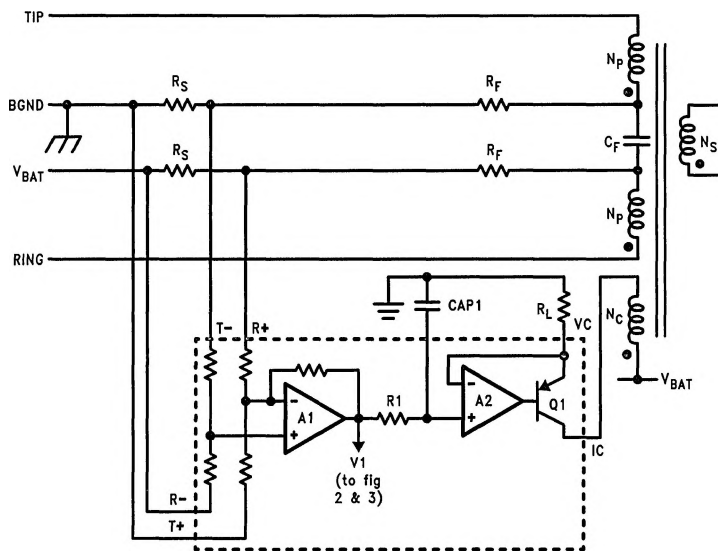 TIP
N_P
R_S
R_F
BGND
C_F
N_S
R_S
R_F
V_BAT
N_P
RING
CAP1
R_L
N_C
VC
T-
R+
V_BAT
-
A1
+
R1
-
A2
+
Q1
V1
(to fig
2 & 3)
IC
R-
T+